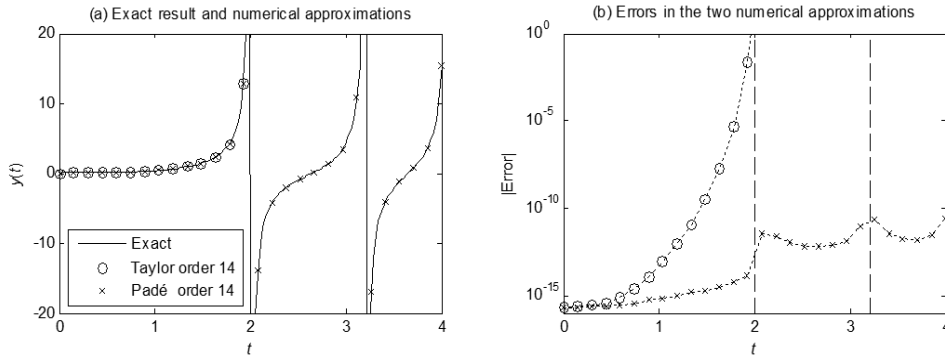 (a) Exact result and numerical approximations
20
10
0
-10
-20
y(t)
Exact
Taylor order 14
Padé order 14
0 1 2 3 4
t
(b) Errors in the two numerical approximations
10^0
10^-5
10^-10
10^-15
|Error|
0 1 2 3 4
t